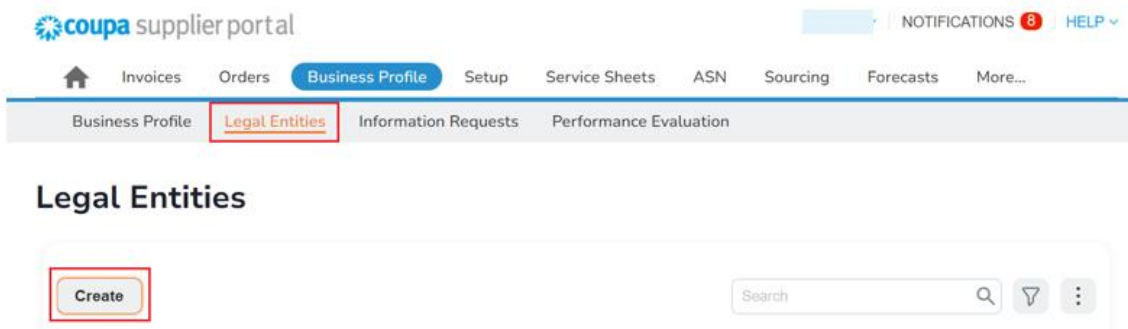 coupa supplier portal NOTIFICATIONS 8 HELP
Invoices Orders Business Profile Setup Service Sheets ASN Sourcing Forecasts More...
Business Profile Legal Entities Information Requests Performance Evaluation
Legal Entities
Create Search